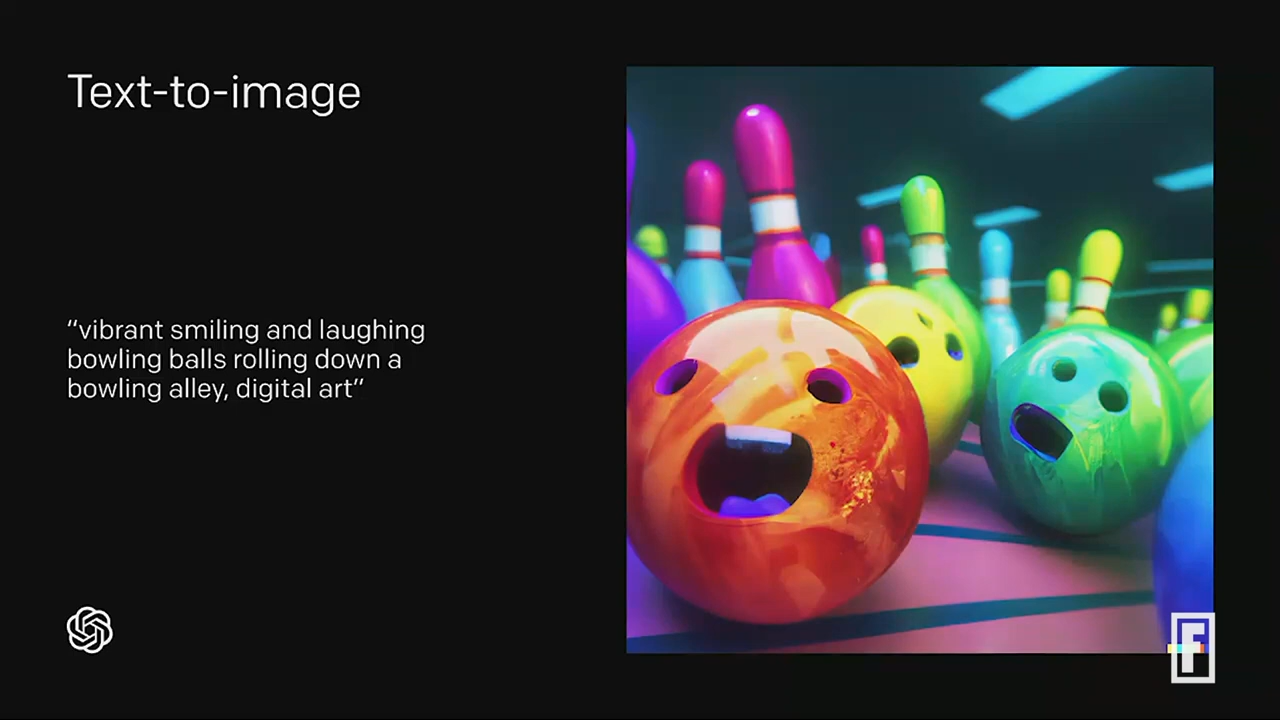 Text-to-image
“vibrant smiling and laughing
bowling balls rolling down a
bowling alley, digital art”
F